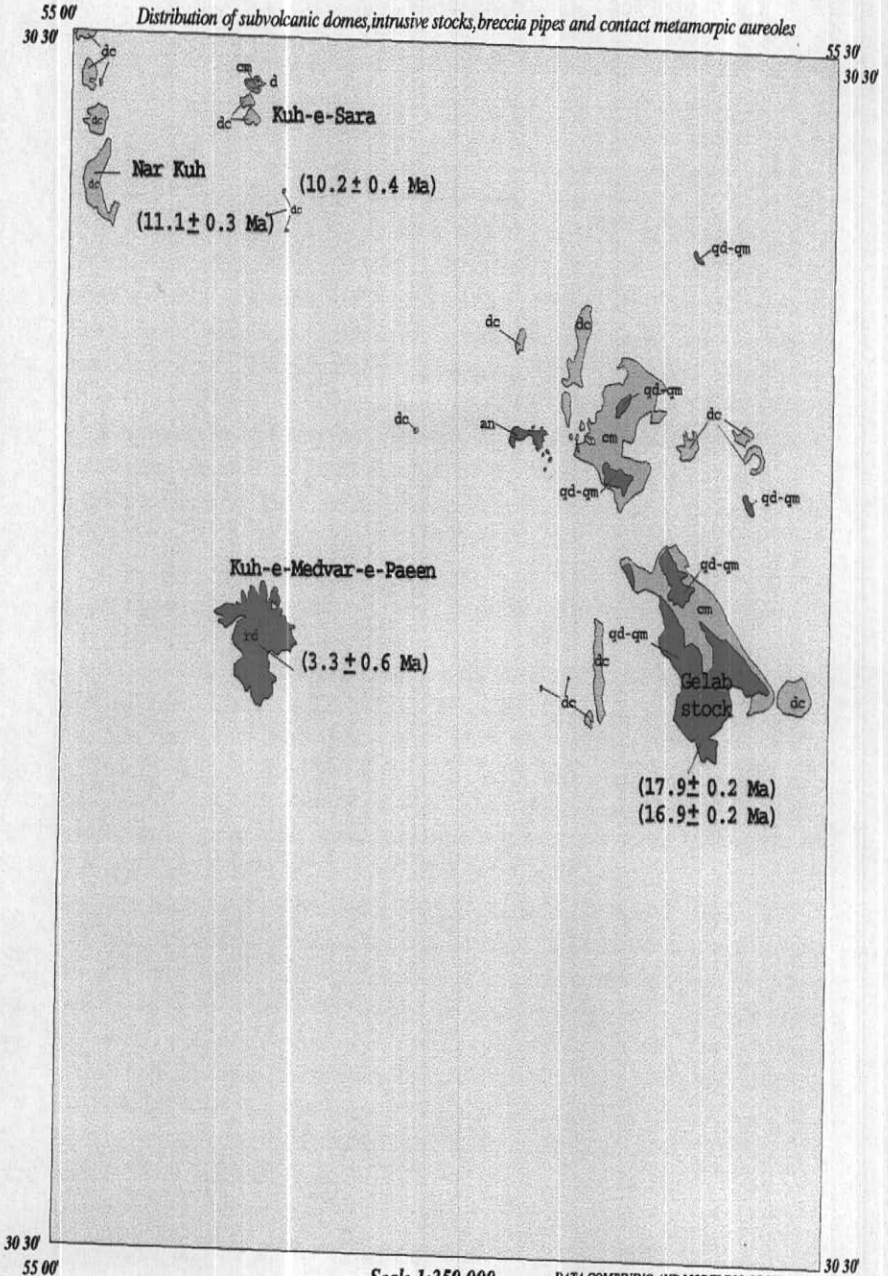 55 00'
Distribution of subvolcanic domes,intrusive stocks,breccia pipes and contact metamorpic aureoles
30 30'
55 30'
30 30'
dc
cm
d
dc
dc
Kuh-e-Sara
Nar Kuh
dc
(10.2 ± 0.4 Ma)
dc
(11.1 ± 0.3 Ma)
qd-qm
dc
dc
qd-qm
dc
an
cm
dc
qd-qm
qd-qm
Kuh-e-Medvar-e-Paeen
qd-qm
cm
rd
qd-qm
(3.3 ± 0.6 Ma)
dc
Gelab
stock
dc
dc
(17.9 ± 0.2 Ma)
(16.9 ± 0.2 Ma)
30 30'
30 30'
55 00'